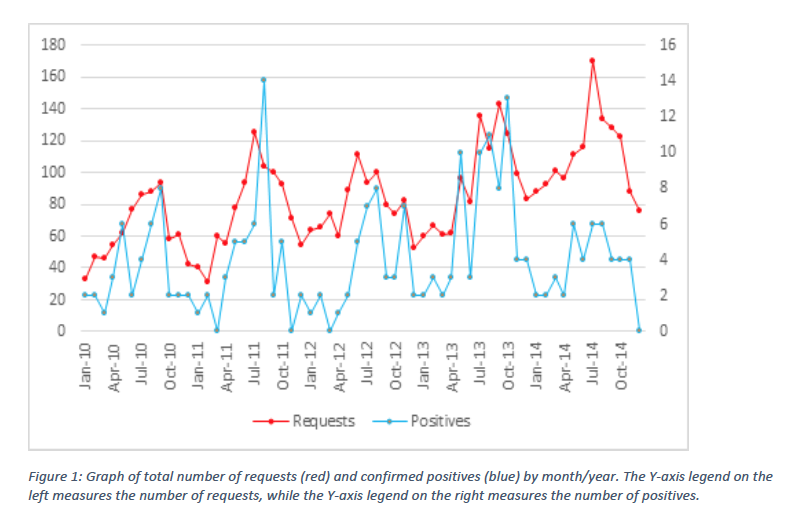 180
160
140
120
100
80
60
40
20
0
16
14
12
10
8
6
4
2
0
Jan-10
Apr-10
Jul-10
Oct-10
Jan-11
Apr-11
Jul-11
Oct-11
Jan-12
Apr-12
Jul-12
Oct-12
Jan-13
Apr-13
Jul-13
Oct-13
Jan-14
Apr-14
Jul-14
Oct-14
Requests Positives
Figure 1: Graph of total number of requests (red) and confirmed positives (blue) by month/year. The Y-axis legend on the
left measures the number of requests, while the Y-axis legend on the right measures the number of positives.